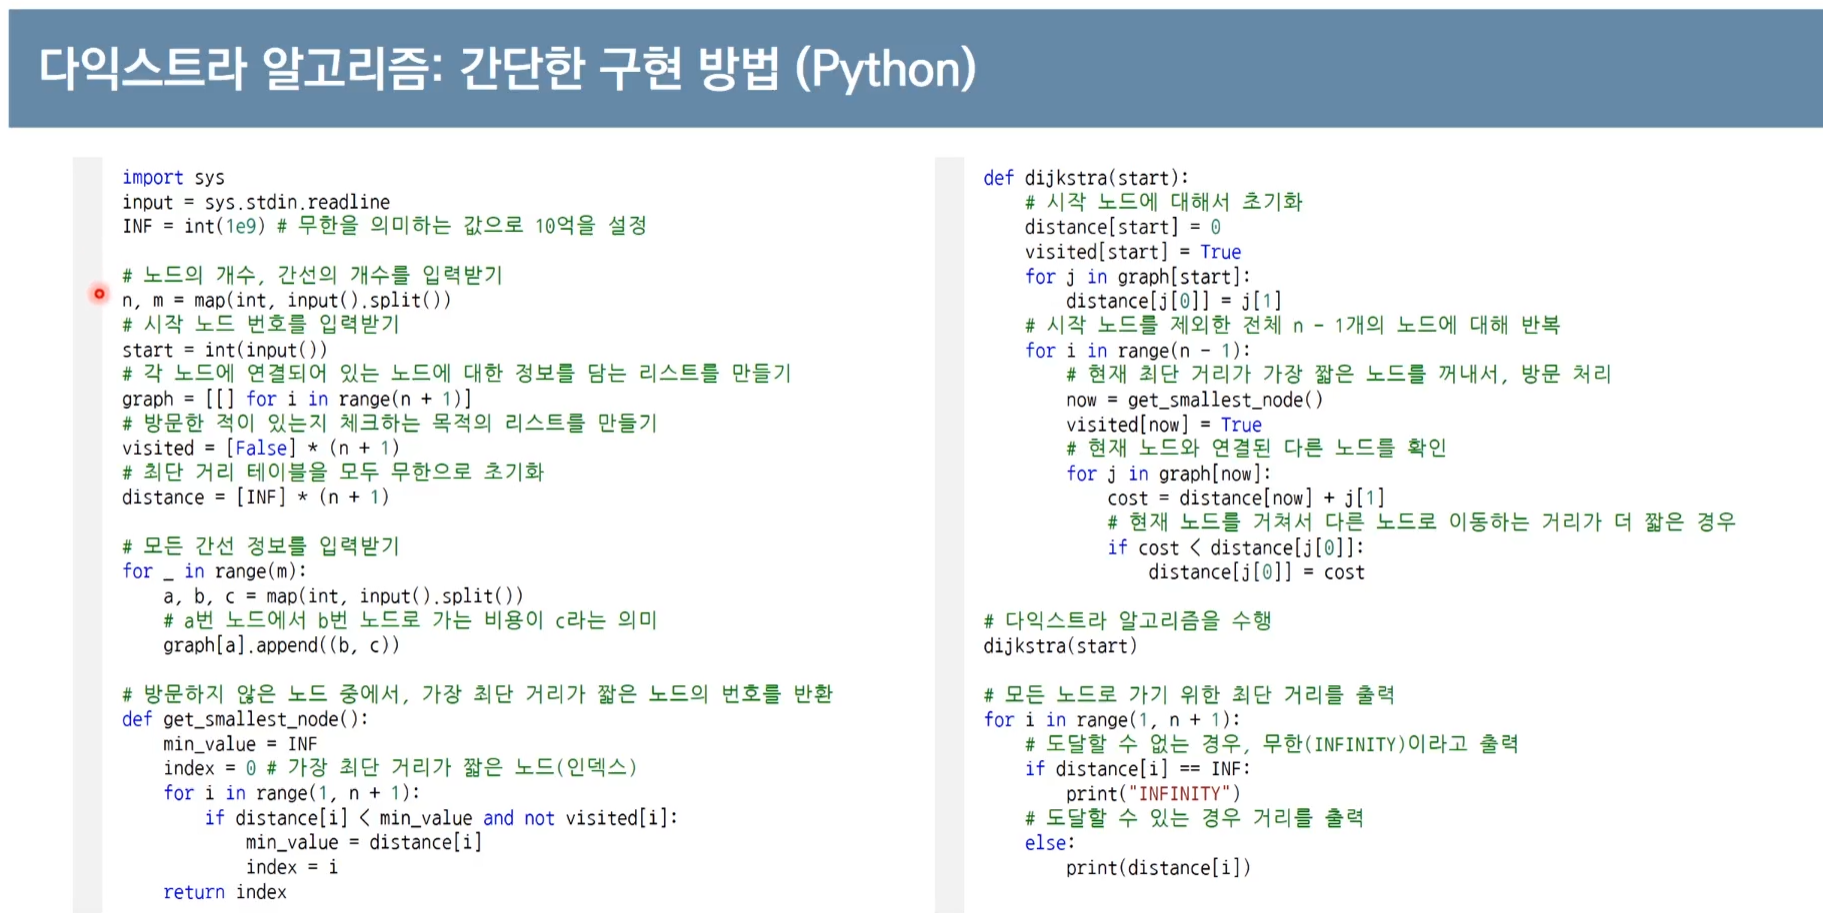 다익스트라 알고리즘: 간단한 구현 방법 (Python)
import sys
input = sys.stdin.readline
INF = int(1e9) # 무한을 의미하는 값으로 10억을 설정

# 노드의 개수, 간선의 개수를 입력받기
n, m = map(int, input().split())
# 시작 노드 번호를 입력받기
start = int(input())
# 각 노드에 연결되어 있는 노드에 대한 정보를 담는 리스트를 만들기
graph = [[] for i in range(n + 1)]
# 방문한 적이 있는지 체크하는 목적의 리스트를 만들기
visited = [False] * (n + 1)
# 최단 거리 테이블을 모두 무한으로 초기화
distance = [INF] * (n + 1)

# 모든 간선 정보를 입력받기
for _ in range(m):
    a, b, c = map(int, input().split())
    # a번 노드에서 b번 노드로 가는 비용이 c라는 의미
    graph[a].append((b, c))

# 방문하지 않은 노드 중에서, 가장 최단 거리가 짧은 노드의 번호를 반환
def get_smallest_node():
    min_value = INF
    index = 0 # 가장 최단 거리가 짧은 노드(인덱스)
    for i in range(1, n + 1):
        if distance[i] < min_value and not visited[i]:
            min_value = distance[i]
            index = i
    return index
def dijkstra(start):
    # 시작 노드에 대해서 초기화
    distance[start] = 0
    visited[start] = True
    for j in graph[start]:
        distance[j[0]] = j[1]
    # 시작 노드를 제외한 전체 n - 1개의 노드에 대해 반복
    for i in range(n - 1):
        # 현재 최단 거리가 가장 짧은 노드를 꺼내서, 방문 처리
        now = get_smallest_node()
        visited[now] = True
        # 현재 노드와 연결된 다른 노드를 확인
        for j in graph[now]:
            cost = distance[now] + j[1]
            # 현재 노드를 거쳐서 다른 노드로 이동하는 거리가 더 짧은 경우
            if cost < distance[j[0]]:
                distance[j[0]] = cost

# 다익스트라 알고리즘을 수행
dijkstra(start)

# 모든 노드로 가기 위한 최단 거리를 출력
for i in range(1, n + 1):
    # 도달할 수 없는 경우, 무한(INFINITY)이라고 출력
    if distance[i] == INF:
        print("INFINITY")
    # 도달할 수 있는 경우 거리를 출력
    else:
        print(distance[i])